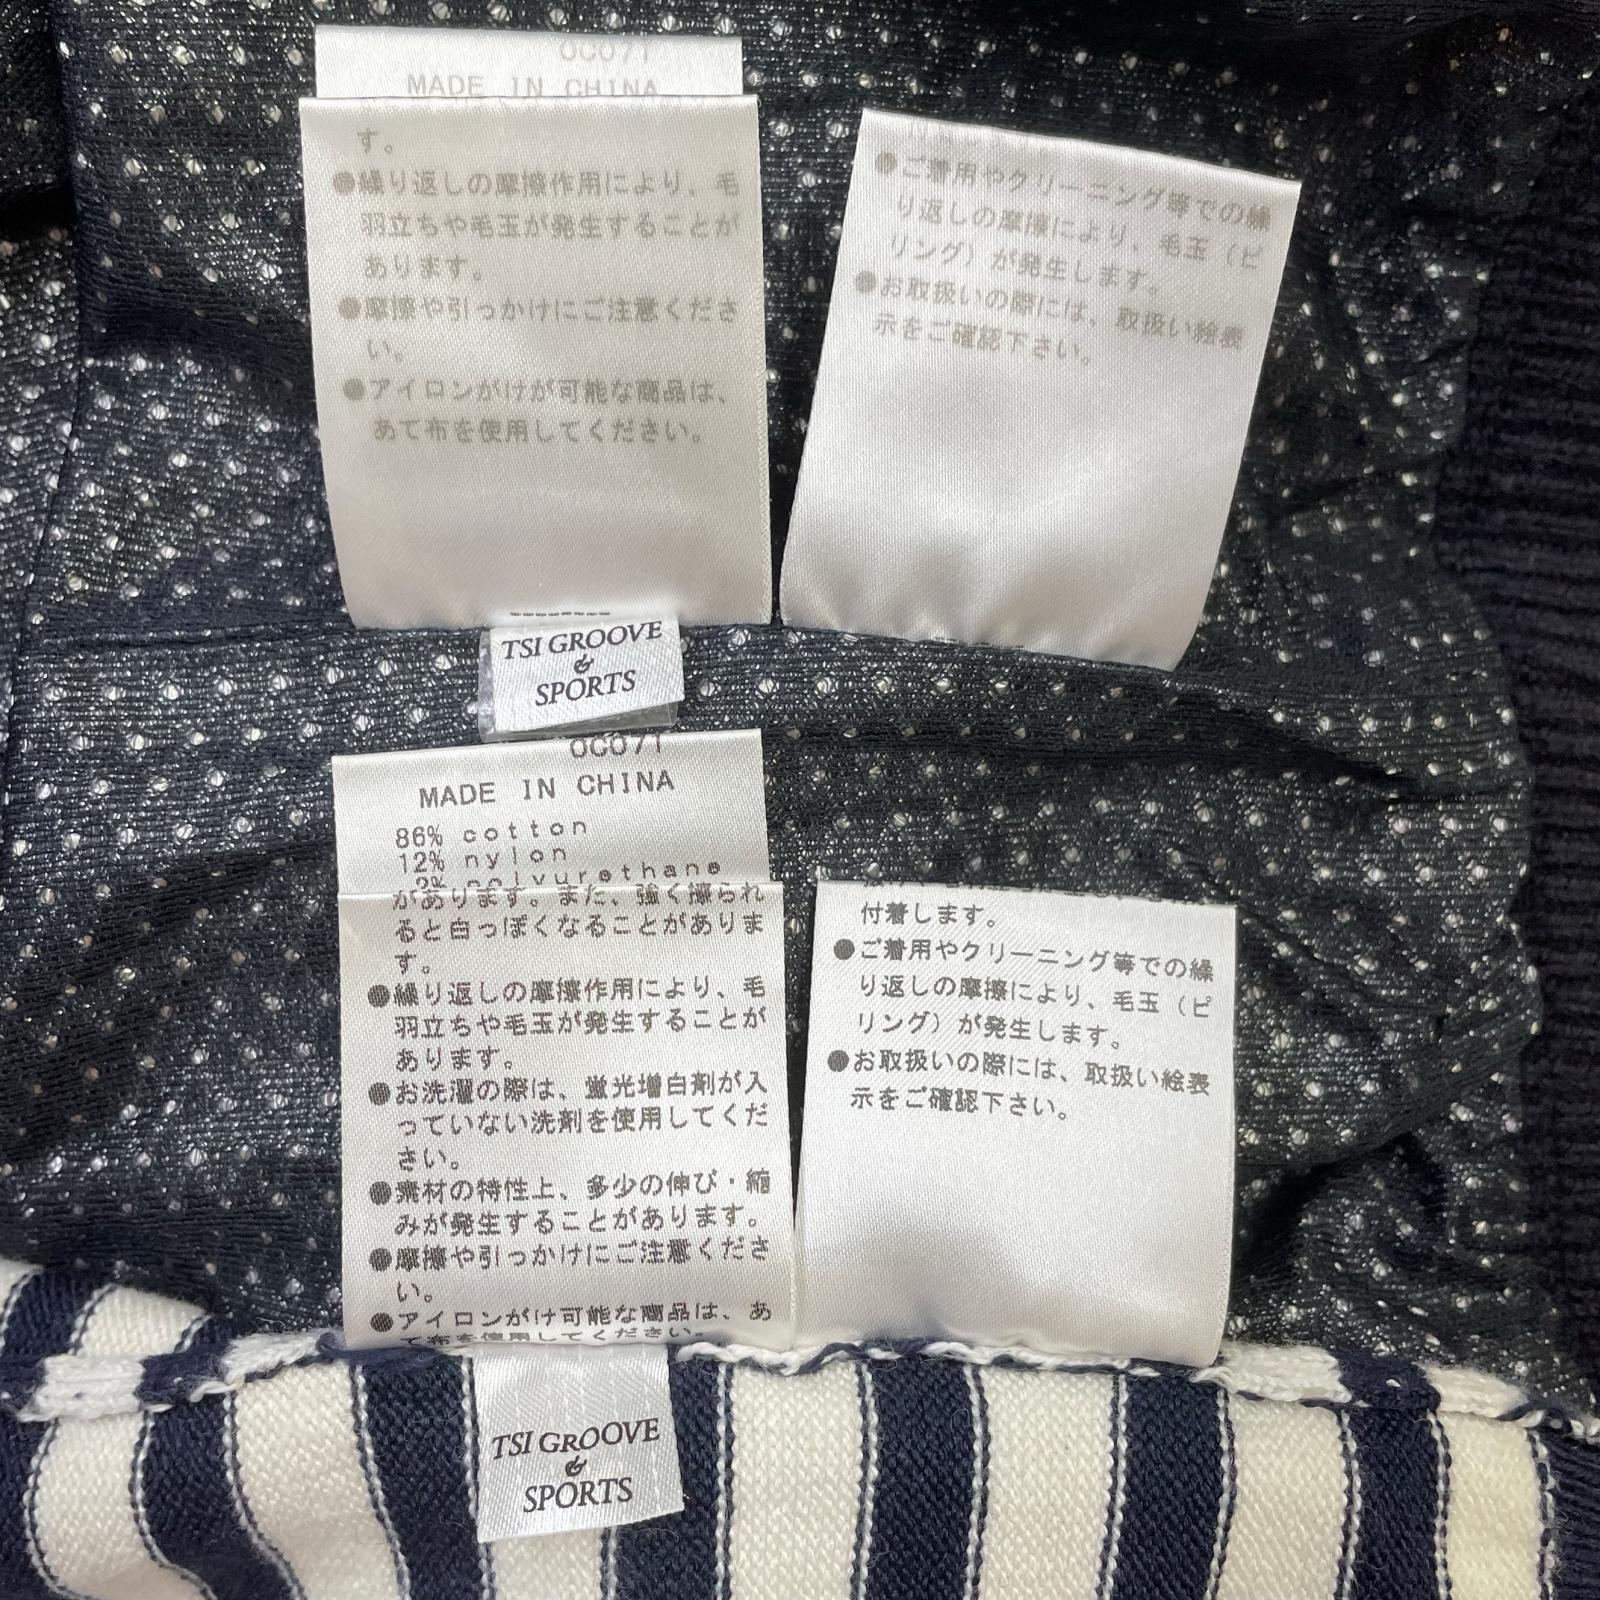 0C071
MADE IN CHINA
す。
●繰り返しの摩擦作用により、毛
羽立ちや毛玉が発生することが
あります。
●摩擦や引っかけにご注意くださ
い。
●アイロンがけが可能な商品は、
あて布を使用してください。
●ご着用やクリーニング等での繰
り返しの摩擦により、毛玉（ピ
リング）が発生します。
●お取扱いの際には、取扱い絵表
示をご確認下さい。
TSI GROOVE
&
SPORTS
0C071
MADE IN CHINA
86% cotton
12% nylon
2% polyurethane
があります。また、強く擦られ
ると白っぽくなることがありま
す。
●繰り返しの摩擦作用により、毛
羽立ちや毛玉が発生することが
あります。
●お洗濯の際は、蛍光増白剤が入
っていない洗剤を使用してくだ
さい。
●素材の特性上、多少の伸び・縮
みが発生することがあります。
●摩擦や引っかけにご注意くださ
い。
●アイロンがけ可能な商品は、あ
て布を使用してください。
付着します。
●ご着用やクリーニング等での繰
り返しの摩擦により、毛玉（ピ
リング）が発生します。
●お取扱いの際には、取扱い絵表
示をご確認下さい。
TSI GROOVE
&
SPORTS